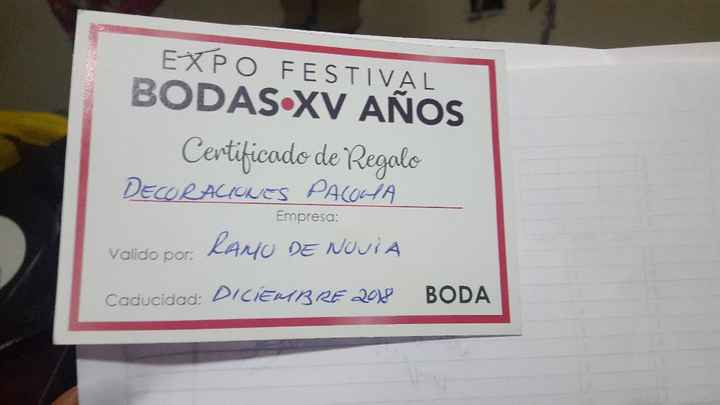 EXPO FESTIVAL
BODAS•XV AÑOS
Certificado de Regalo
DECORACIONES PALOMA
Empresa:
Valido por: RAMO DE NOVIA
Caducidad: DICIEMBRE 2018 BODA